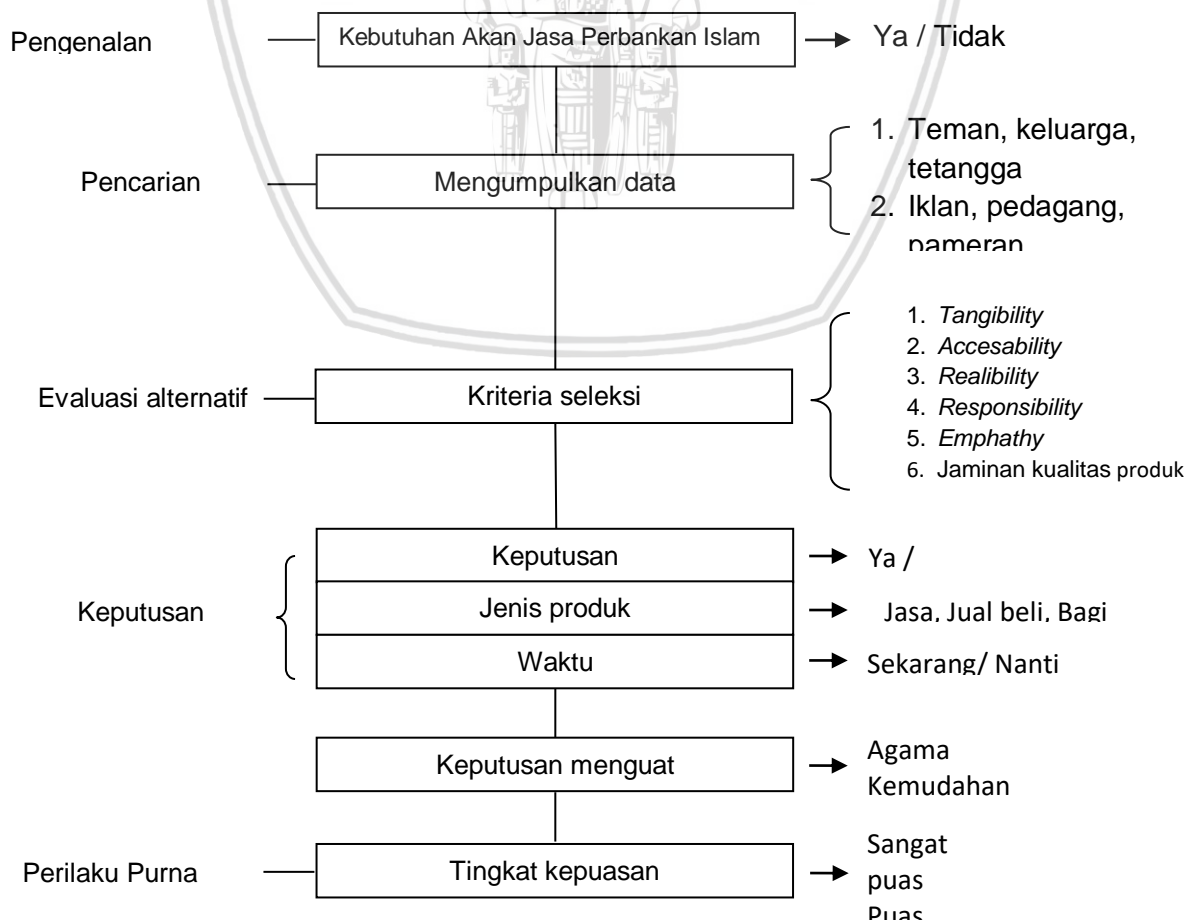 Pengenalan
Kebutuhan Akan Jasa Perbankan Islam
Ya / Tidak
Pencarian
Mengumpulkan data
1. Teman, keluarga,
tetangga
2. Iklan, pedagang,
pameran
Evaluasi alternatif
Kriteria seleksi
1. Tangibility
2. Accesability
3. Realibility
4. Responsibility
5. Emphathy
6. Jaminan kualitas produk
Keputusan
Keputusan
Ya /
Jenis produk
Jasa, Jual beli, Bagi
Waktu
Sekarang/ Nanti
Keputusan menguat
Agama
Kemudahan
Perilaku Purna
Tingkat kepuasan
Sangat
puas
Puas